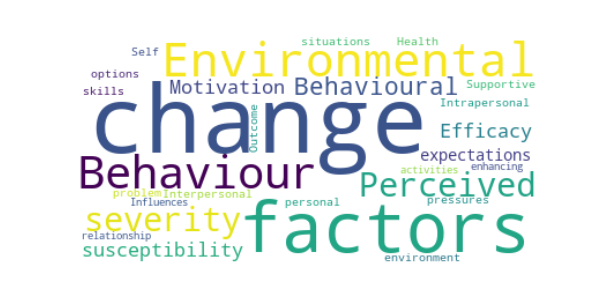 situations Health
Self
Environmental
options
Motivation Behavioural Supportive
skills
change
Intrapersonal
Outcome
Efficacy
expectations
Behaviour
activities enhancing
Perceived
problem Interpersonal
Influences personal pressures
severity factors
relationship
susceptibility
environment